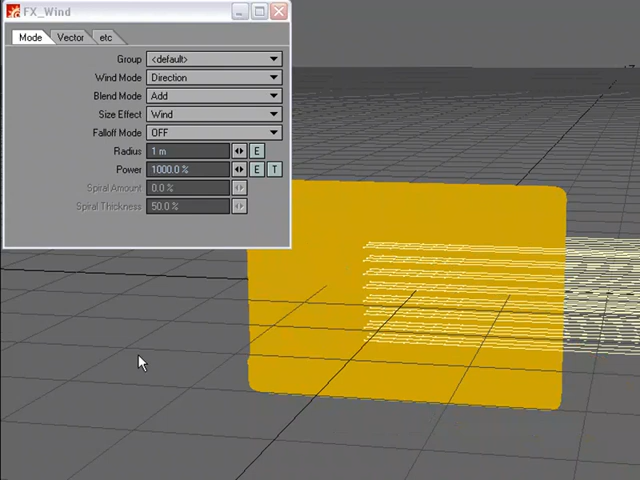 FX_Wind
Mode Vector etc
Group <default>
Wind Mode Direction
Blend Mode Add
Size Effect Wind
Falloff Mode OFF
Radius 1 m E
Power 1000.0 % E T
Spiral Amount 0.0 %
Spiral Thickness 50.0 %